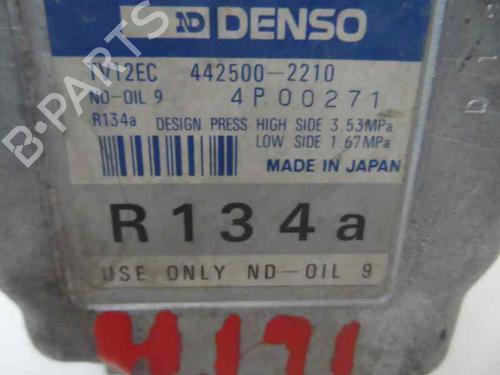 ND DENSO
TV12EC 442500-2210
ND-OIL 9 4P00271
R134a DESIGN PRESS HIGH SIDE 3.53MPa
LOW SIDE 1.67MPa
MADE IN JAPAN
R134a
USE ONLY ND-OIL 9
H.171